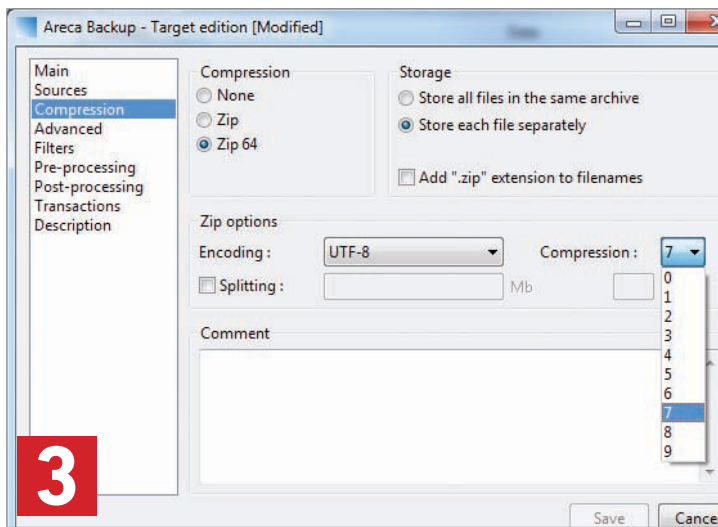 Areca Backup - Target edition [Modified]
Main
Sources
Compression
Advanced
Filters
Pre-processing
Post-processing
Transactions
Description
Compression
None
Zip
Zip 64
Storage
Store all files in the same archive
Store each file separately
Add ".zip" extension to filenames
Zip options
Encoding :
UTF-8
Compression :
7
Splitting :
Mb
0
1
2
3
4
5
6
7
8
9
Comment
3
Save
Cance